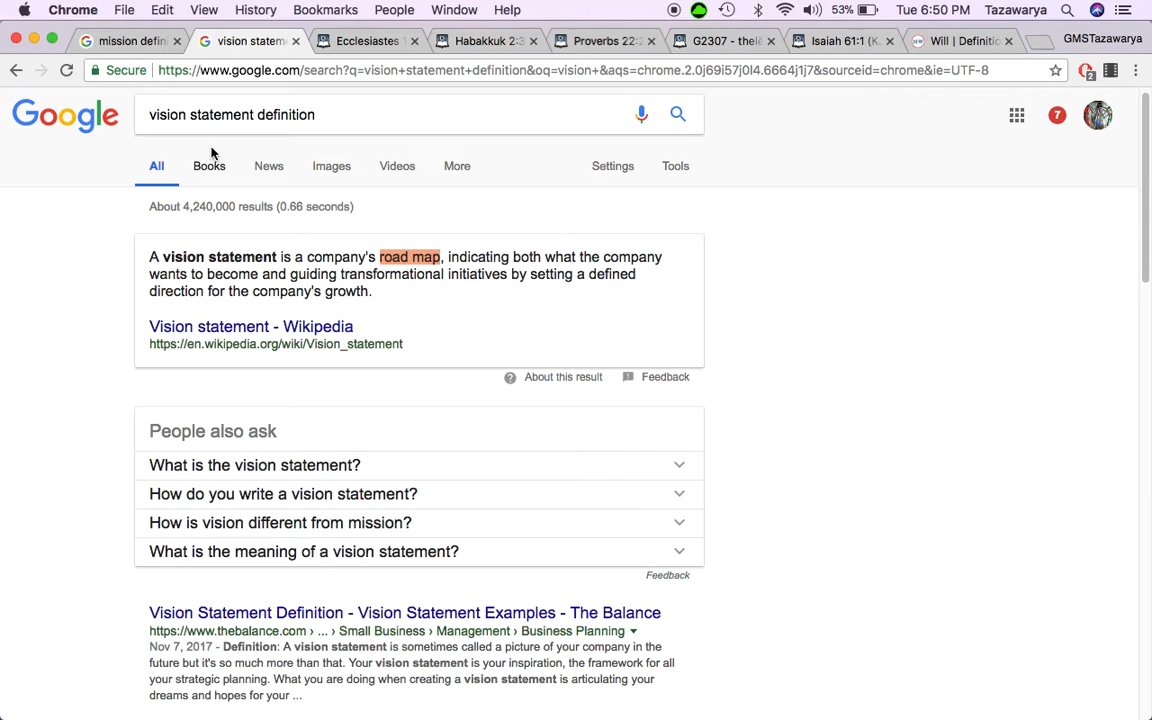 Chrome File Edit View History Bookmarks People Window Help 53% Tue 6:50 PM Tazawarya
mission defin vision statem Ecclesiastes Habakkuk 2:3 Proverbs 22: G2307 - thelē Isaiah 61:1 (K Will | Definitio GMSTazawarya
Secure https://www.google.com/search?q=vision+statement+definition&oq=vision+&aqs=chrome.2.0j69i57j0l4.6664j1j7&sourceid=chrome&ie=UTF-8 2
Google vision statement definition 7
All Books News Images Videos More Settings Tools
About 4,240,000 results (0.66 seconds)
A vision statement is a company's road map, indicating both what the company
wants to become and guiding transformational initiatives by setting a defined
direction for the company's growth.
Vision statement - Wikipedia
https://en.wikipedia.org/wiki/Vision_statement
About this result Feedback
People also ask
What is the vision statement?
How do you write a vision statement?
How is vision different from mission?
What is the meaning of a vision statement?
Feedback
Vision Statement Definition - Vision Statement Examples - The Balance
https://www.thebalance.com › ... › Small Business › Management › Business Planning
Nov 7, 2017 - Definition: A vision statement is sometimes called a picture of your company in the
future but it's so much more than that. Your vision statement is your inspiration, the framework for all
your strategic planning. What you are doing when creating a vision statement is articulating your
dreams and hopes for your ...